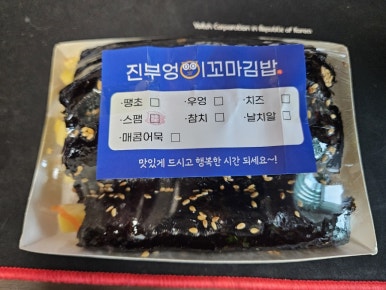 Yofish Corporation in Republic of Korea
진부엉이꼬마김밥
·땡초 □ ·우엉 □ ·치즈 □
·스팸 □ ·참치 □ ·날치알 □
·매콤어묵 □
맛있게 드시고 행복한 시간 되세요~!